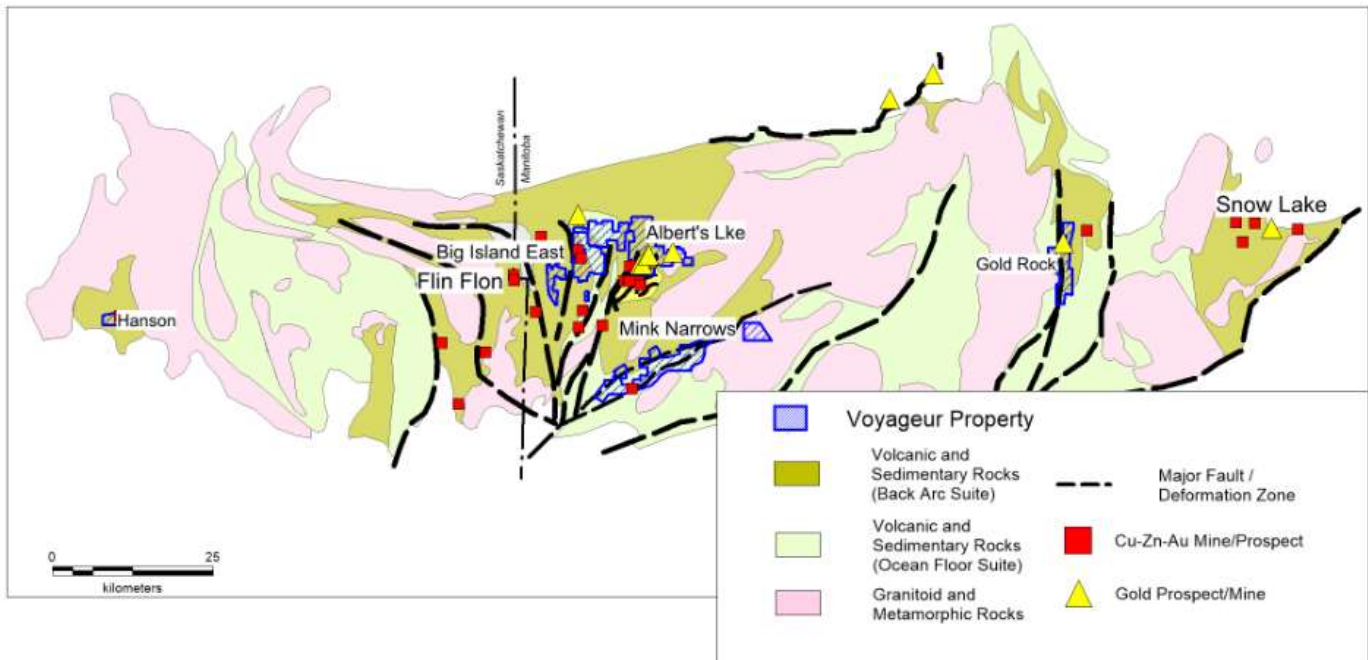 Saskatchewan
Manitoba
Snow Lake
Albert's Lke
Big Island East
Gold Rock
Flin Flon
Hanson
Mink Narrows
Voyageur Property
Volcanic and
Sedimentary Rocks
(Back Arc Suite)
Major Fault /
Deformation Zone
Volcanic and
Sedimentary Rocks
(Ocean Floor Suite)
Cu-Zn-Au Mine/Prospect
Granitoid and
Metamorphic Rocks
Gold Prospect/Mine
0 25
kilometers